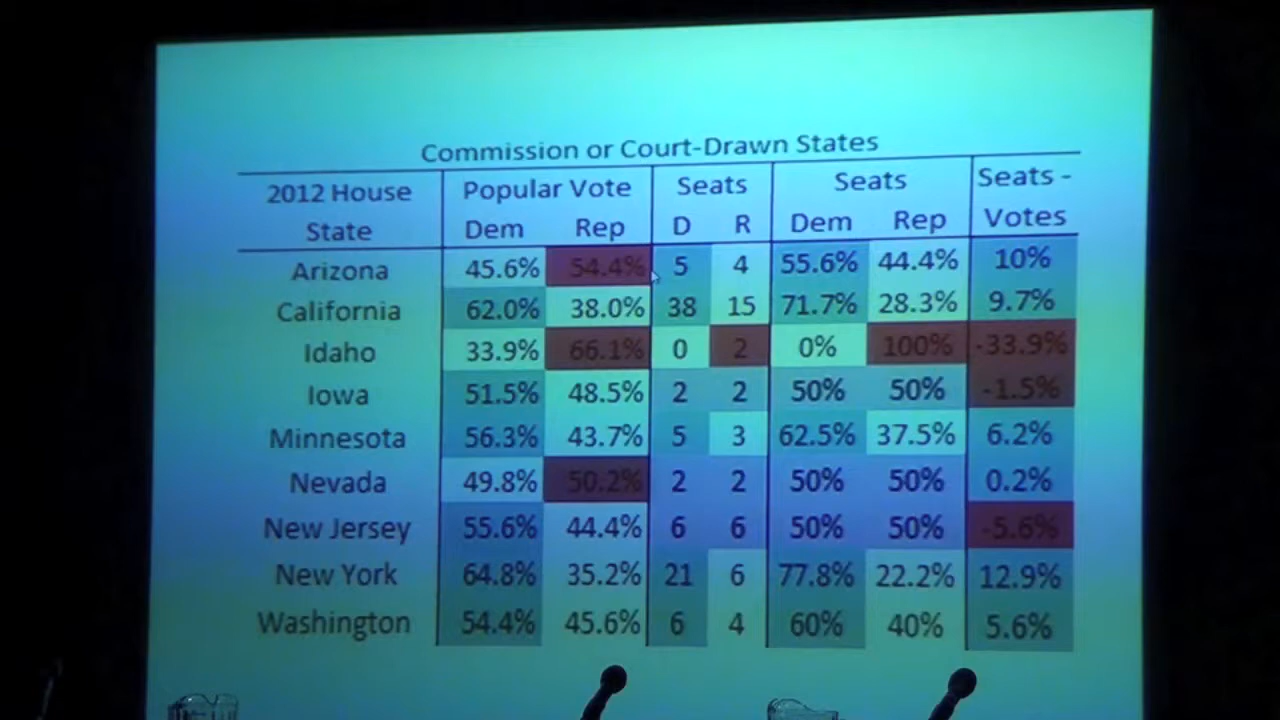 Commission or Court-Drawn States
2012 House Popular Vote Seats Seats Seats -
State Dem Rep D R Dem Rep Votes
Arizona 45.6% 54.4% 5 4 55.6% 44.4% 10%
California 62.0% 38.0% 38 15 71.7% 28.3% 9.7%
Idaho 33.9% 66.1% 0 2 0% 100% -33.9%
Iowa 51.5% 48.5% 2 2 50% 50% -1.5%
Minnesota 56.3% 43.7% 5 3 62.5% 37.5% 6.2%
Nevada 49.8% 50.2% 2 2 50% 50% 0.2%
New Jersey 55.6% 44.4% 6 6 50% 50% -5.6%
New York 64.8% 35.2% 21 6 77.8% 22.2% 12.9%
Washington 54.4% 45.6% 6 4 60% 40% 5.6%